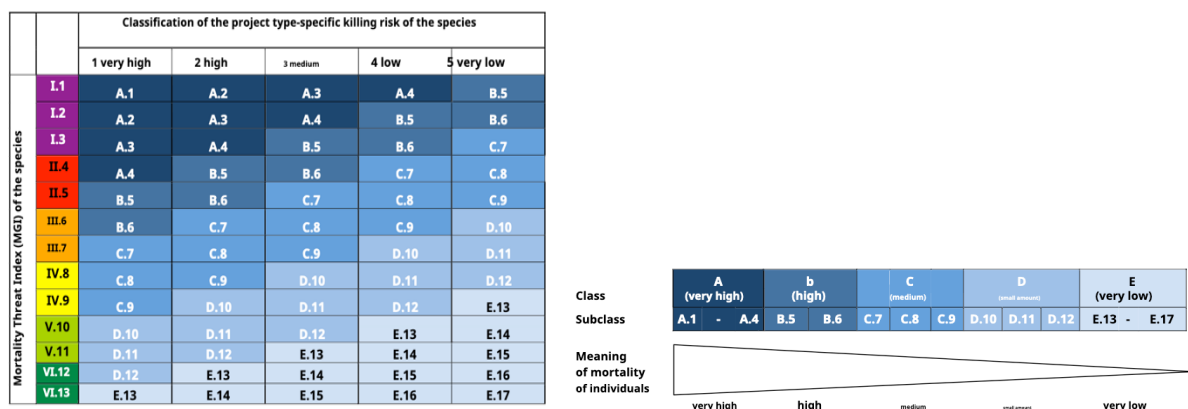 Classification of the project type-specific killing risk of the species
1 very high 2 high 3 medium 4 low 5 very low
Mortality Threat Index (MGI) of the species
I.1 A.1 A.2 A.3 A.4 B.5
I.2 A.2 A.3 A.4 B.5 B.6
I.3 A.3 A.4 B.5 B.6 C.7
II.4 A.4 B.5 B.6 C.7 C.8
II.5 B.5 B.6 C.7 C.8 C.9
III.6 B.6 C.7 C.8 C.9 D.10
III.7 C.7 C.8 C.9 D.10 D.11
IV.8 C.8 C.9 D.10 D.11 D.12
IV.9 C.9 D.10 D.11 D.12 E.13
V.10 D.10 D.11 D.12 E.13 E.14
V.11 D.11 D.12 E.13 E.14 E.15
VI.12 D.12 E.13 E.14 E.15 E.16
VI.13 E.13 E.14 E.15 E.16 E.17
A b C D E
Class (very high) (high) (medium) (small amount) (very low)
Subclass A.1 - A.4 B.5 B.6 C.7 C.8 C.9 D.10 D.11 D.12 E.13 - E.17
Meaning
of mortality
of individuals
very high high medium small amount very low